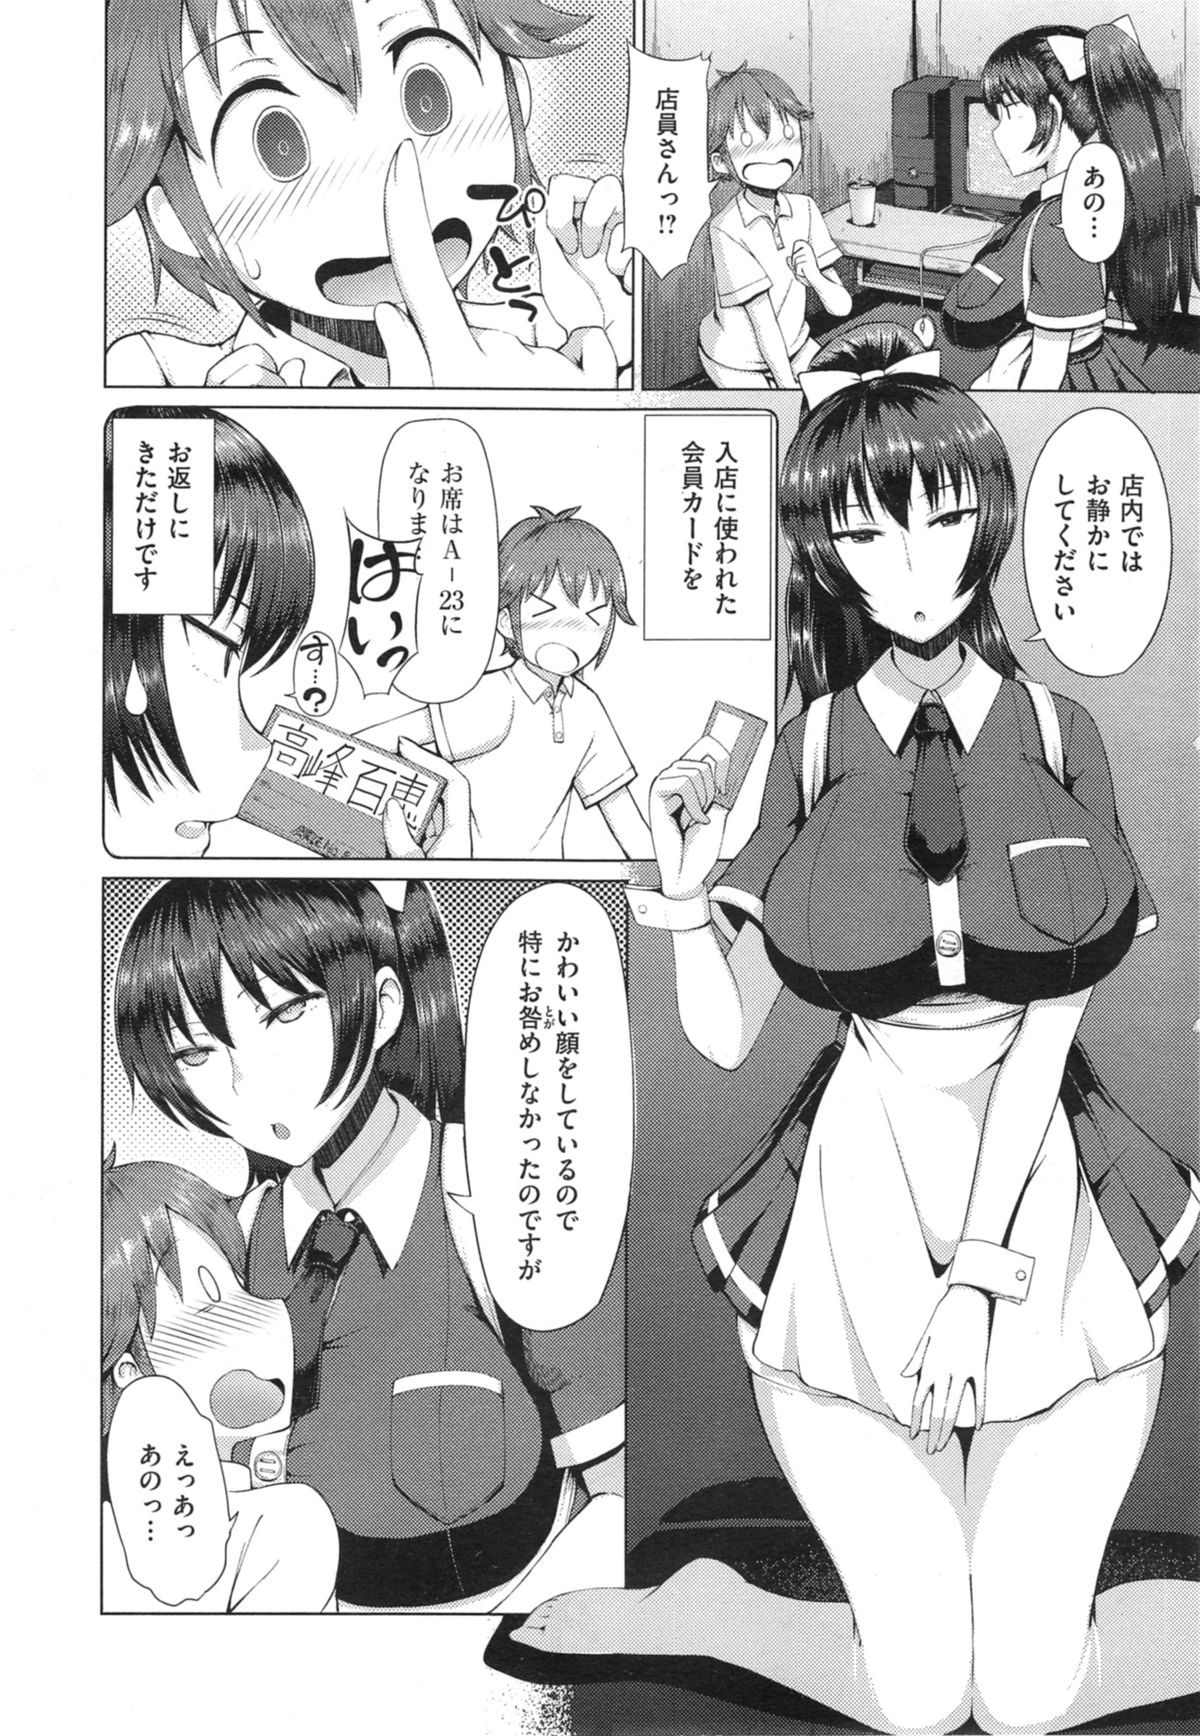 あの…
店員さんっ!?
ぴとっ
店内では
お静かに
してください
入店に使われた
会員カードを
お席はA-23に
なりま…
はいっ
す…?
高峰百恵
お返しに
きただけです
かわいい顔をしているので
特にお咎めしなかったのですが
とが
えっあっ
あのっ…